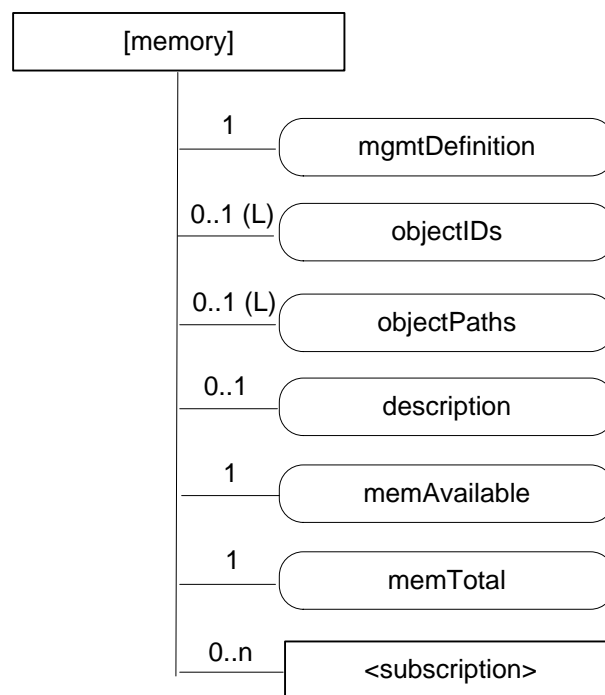 [memory]
1
mgmtDefinition
0..1 (L)
objectIDs
0..1 (L)
objectPaths
0..1
description
1
memAvailable
1
memTotal
0..n
<subscription>